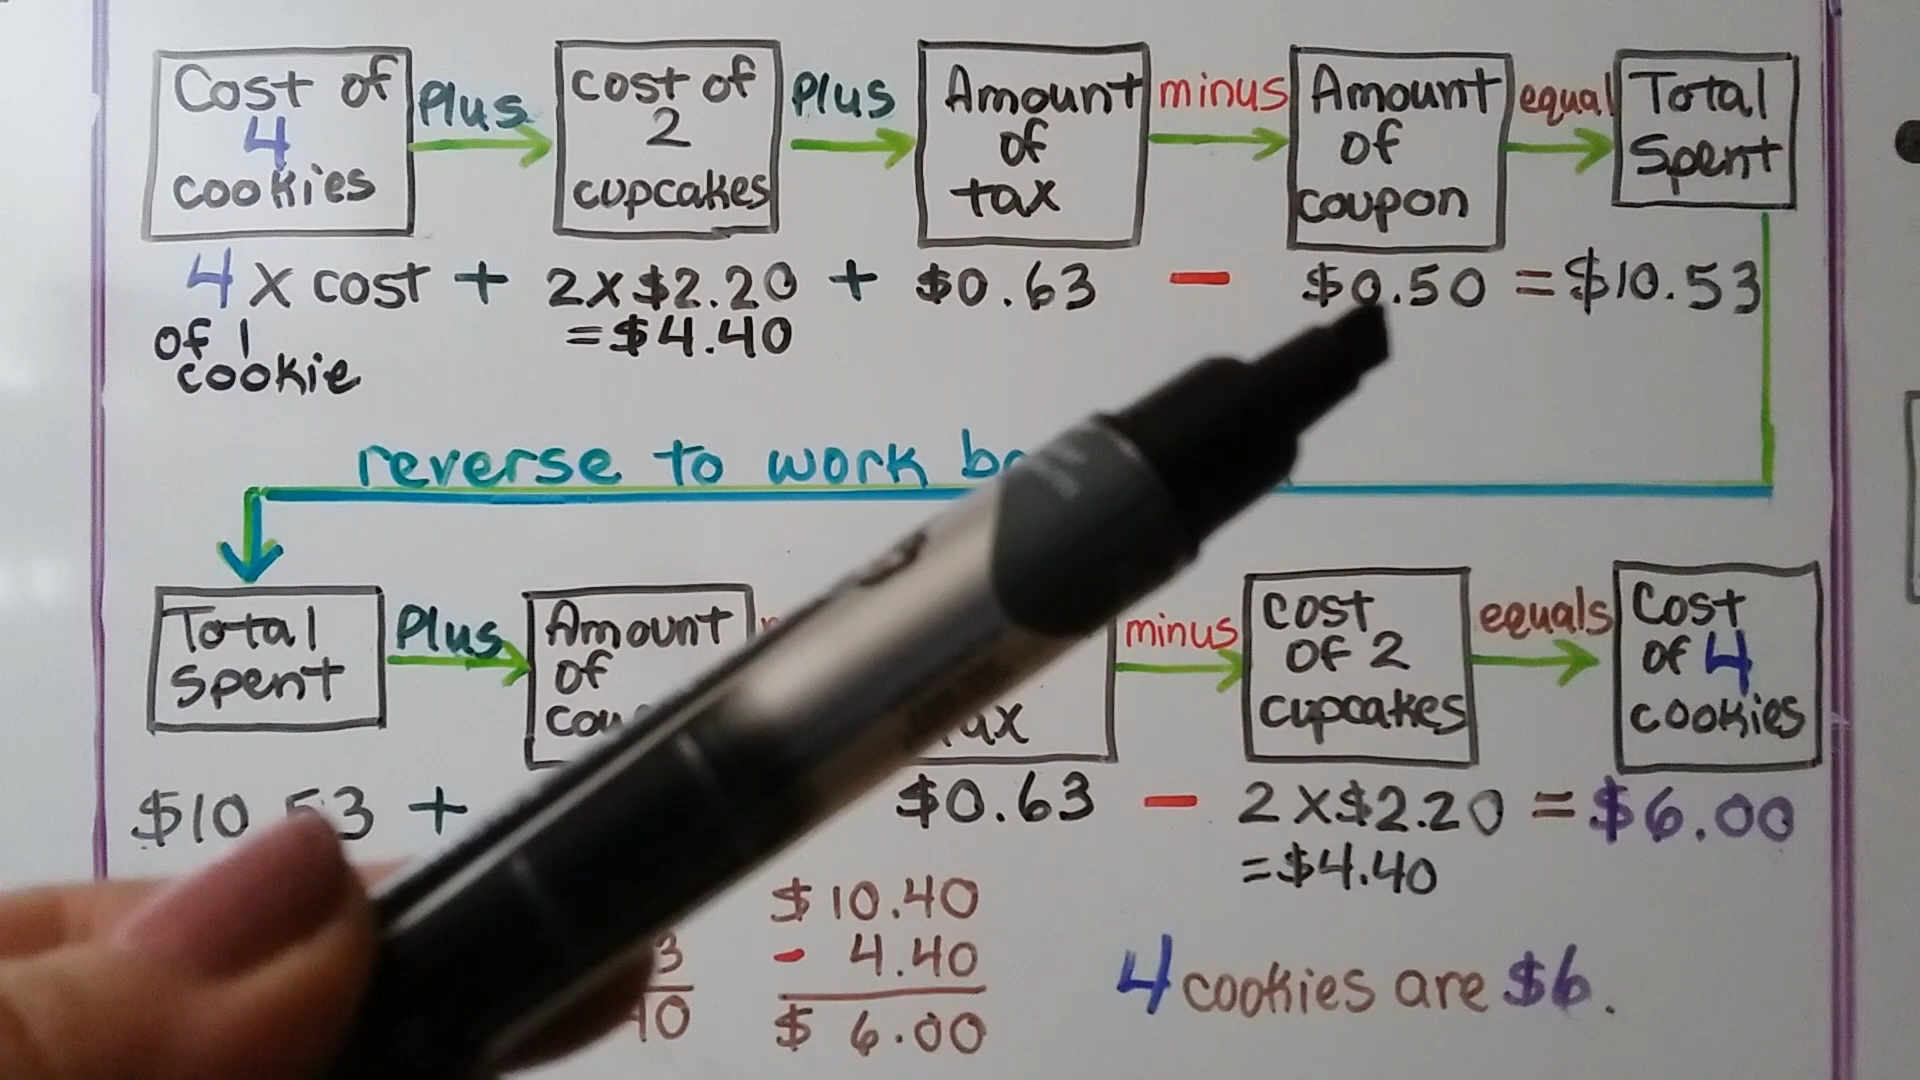 Cost of
4
cookies
Plus
cost of
2
cupcakes
plus
Amount
of
tax
minus
Amount
of
coupon
equal
Total
Spent
4 x cost + 2 x $2.20 + $0.63 - $0.50 = $10.53
of 1
cookie
= $4.40
reverse to work
Total
Spent
Plus
Amount
of
minus
cost
of 2
cupcakes
equals
Cost
of 4
cookies
+
$0.63 - 2 x $2.20 = $6.00
= $4.40
$10.40
- 4.40
$ 6.00
4 cookies are $6.